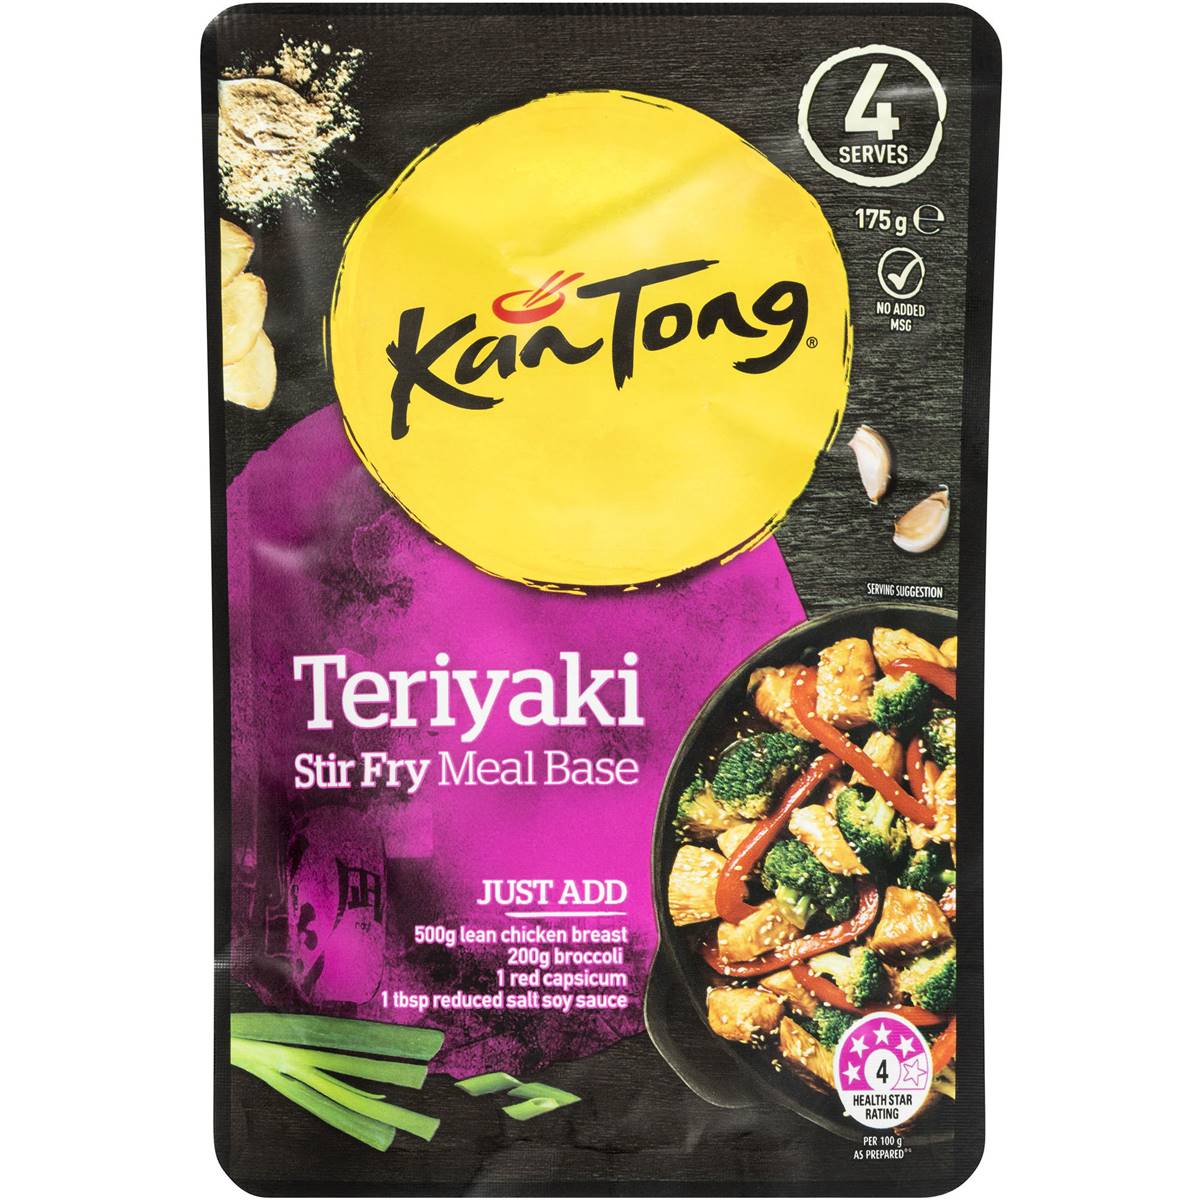 4
SERVES
175 g ℮
NO ADDED
MSG
KanTong®
SERVING SUGGESTION
Teriyaki
Stir Fry Meal Base
JUST ADD
500g lean chicken breast
200g broccoli
1 red capsicum
1 tbsp reduced salt soy sauce
4
HEALTH STAR
RATING
PER 100 g
AS PREPARED